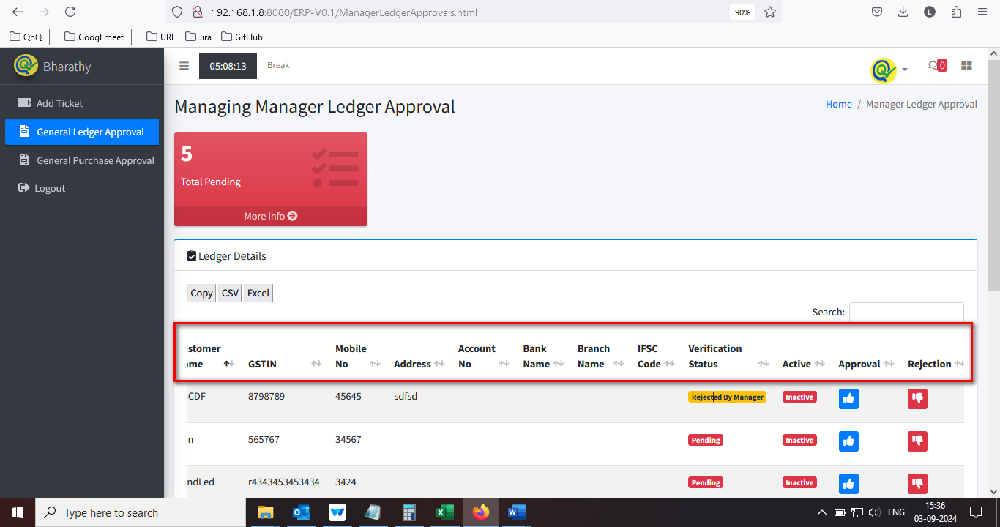 192.168.1.8:8080/ERP-V0.1/ManagerLedgerApprovals.html
90%
L
QnQ
Googl meet
URL
Jira
GitHub
Bharathy
05:08:13
Break
0
Add Ticket
General Ledger Approval
General Purchase Approval
Logout
Managing Manager Ledger Approval
Home / Manager Ledger Approval
5
Total Pending
More info
Ledger Details
Copy CSV Excel
Search:
stomer Mobile Account Bank Branch IFSC Verification
me GSTIN No Address No Name Name Code Status Active Approval Rejection
CDF 8798789 45645 sdfsd Rejected By Manager Inactive
n 565767 34567 Pending Inactive
ndLed r4343453453434 3424 Pending Inactive
Type here to search
ENG
15:36
03-09-2024